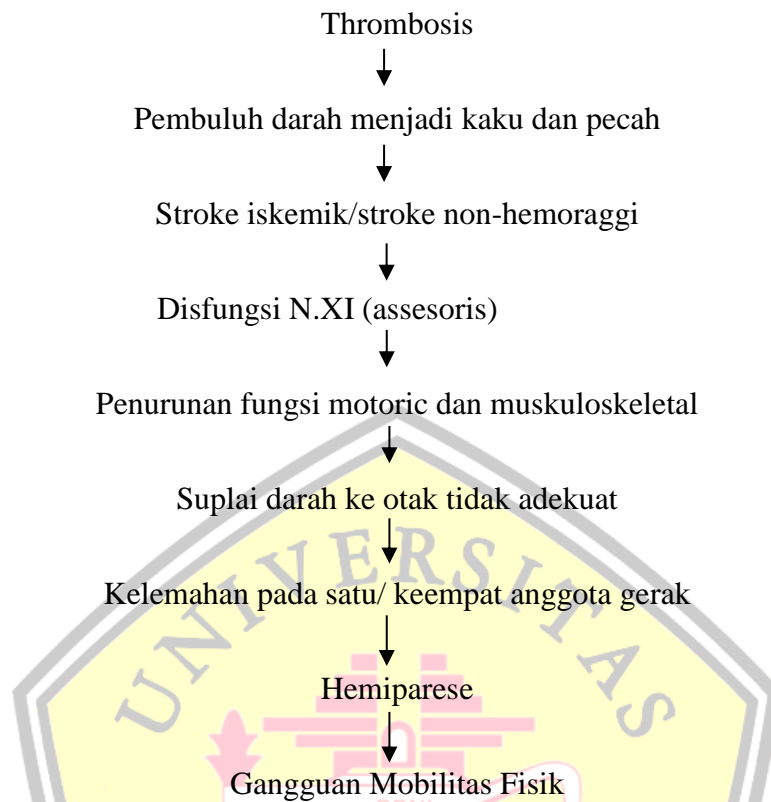 Thrombosis
Pembuluh darah menjadi kaku dan pecah
Stroke iskemik/stroke non-hemoraggi
Disfungsi N.XI (assesoris)
Penurunan fungsi motoric dan muskuloskeletal
Suplai darah ke otak tidak adekuat
UNIVERSITAS
Kelemahan pada satu/ keempat anggota gerak
Hemiparese
Gangguan Mobilitas Fisik